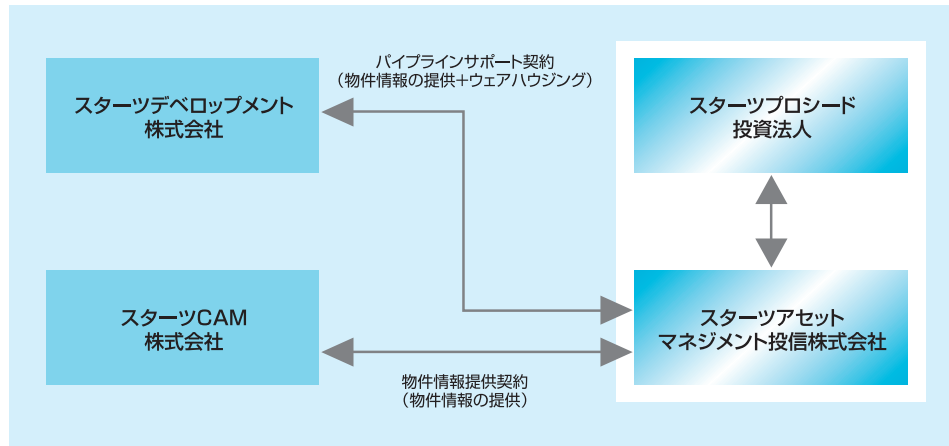 パイプラインサポート契約
（物件情報の提供＋ウェアハウジング）
スターツデベロップメント
株式会社
スターツプロシード
投資法人
スターツCAM
株式会社
スターツアセット
マネジメント投信株式会社
物件情報提供契約
（物件情報の提供）